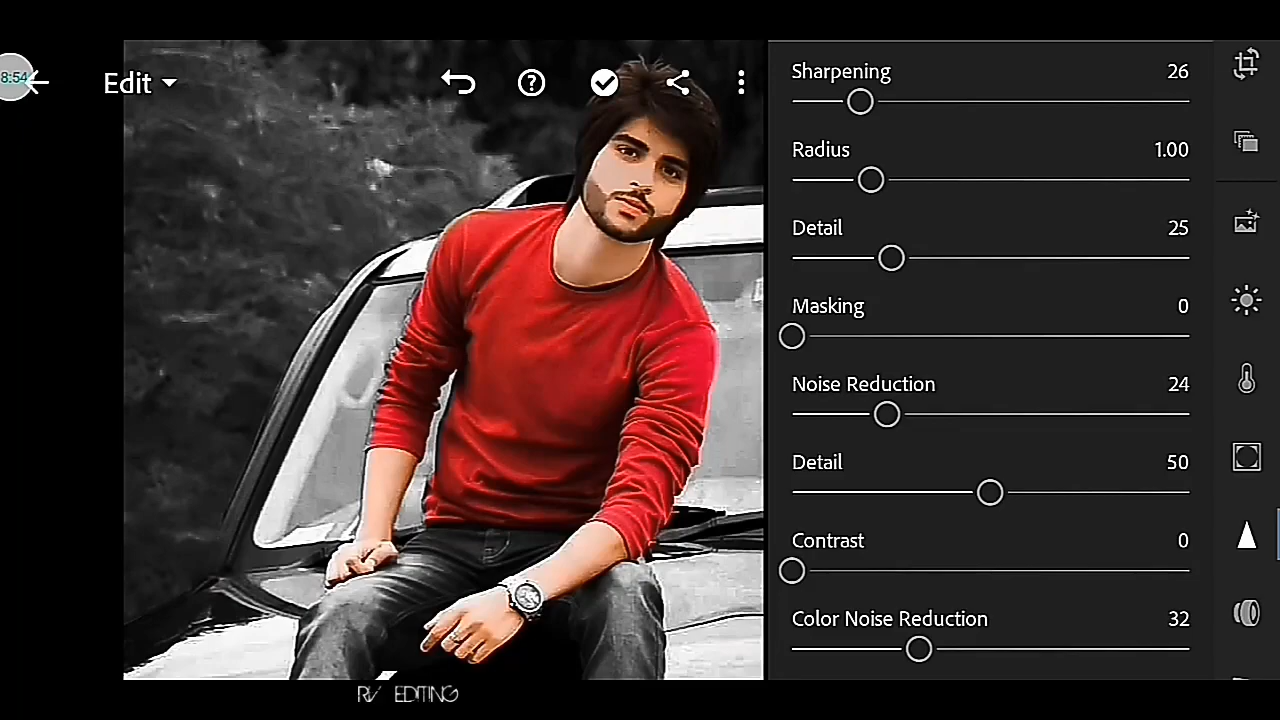 8:54
Edit
Sharpening 26
Radius 1.00
Detail 25
Masking 0
Noise Reduction 24
Detail 50
Contrast 0
Color Noise Reduction 32
RV EDITING